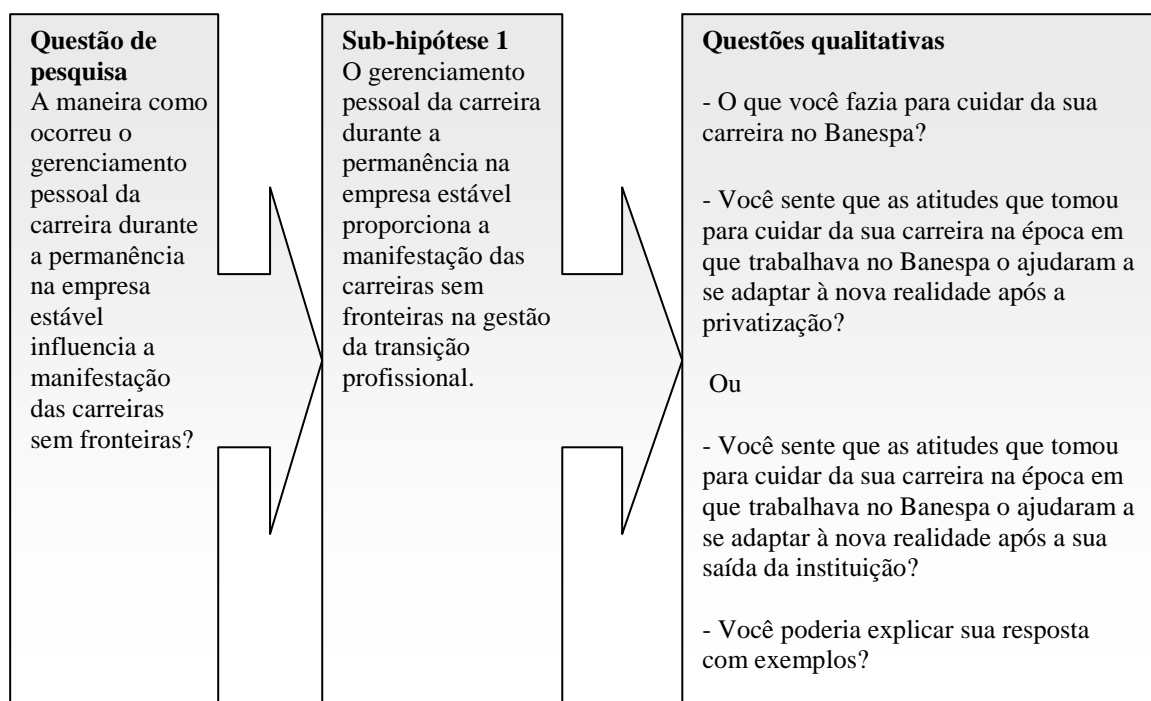 Questão de
pesquisa
A maneira como
ocorreu o
gerenciamento
pessoal da
carreira durante
a permanência
na empresa
estável
influencia a
manifestação
das carreiras
sem fronteiras?
Sub-hipótese 1
O gerenciamento
pessoal da carreira
durante a
permanência na
empresa estável
proporciona a
manifestação das
carreiras sem
fronteiras na gestão
da transição
profissional.
Questões qualitativas
- O que você fazia para cuidar da sua
carreira no Banespa?
- Você sente que as atitudes que tomou
para cuidar da sua carreira na época em
que trabalhava no Banespa o ajudaram a
se adaptar à nova realidade após a
privatização?
Ou
- Você sente que as atitudes que tomou
para cuidar da sua carreira na época em
que trabalhava no Banespa o ajudaram a
se adaptar à nova realidade após a sua
saída da instituição?
- Você poderia explicar sua resposta
com exemplos?